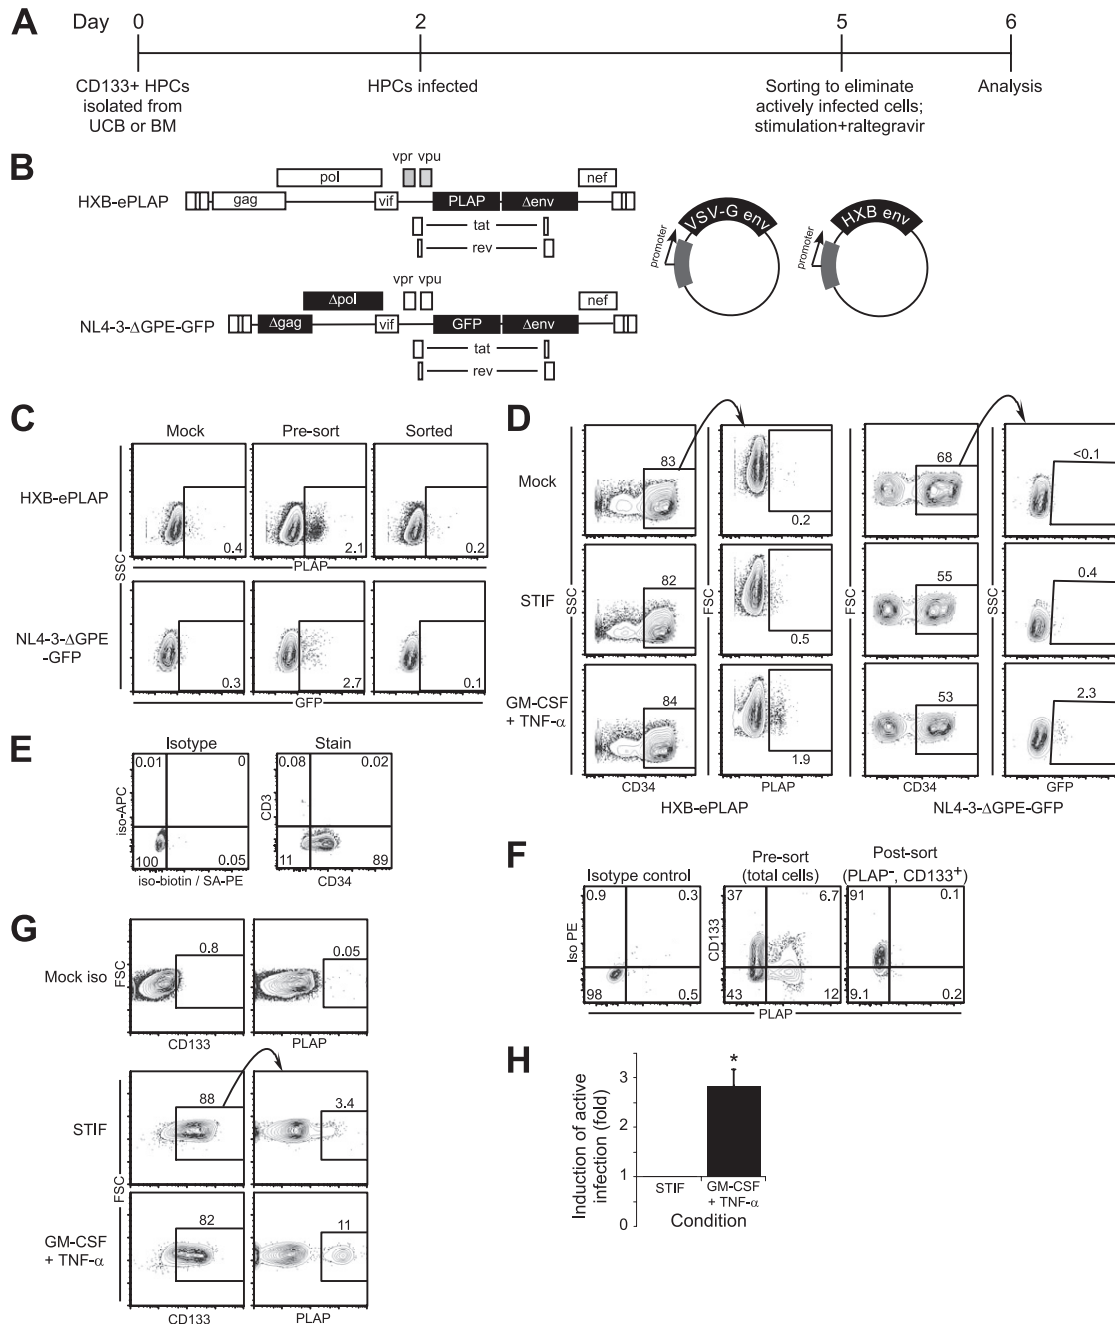 A
Day 0 2 5 6
CD133+ HPCs
isolated from
UCB or BM
HPCs infected
Sorting to eliminate
actively infected cells;
stimulation+raltegravir
Analysis
B
HXB-ePLAP
gag
pol
vif
vpr vpu
PLAP
Δenv
nef
tat
rev
NL4-3-ΔGPE-GFP
Δgag
Δpol
vif
vpr vpu
GFP
Δenv
nef
tat
rev
promoter
VSV-G env
promoter
HXB env
C
Mock Pre-sort Sorted
HXB-ePLAP
0.4 2.1 0.2
PLAP
SSC
NL4-3-ΔGPE
-GFP
0.3 2.7 0.1
GFP
D
Mock
83
0.2
68
<0.1
STIF
82
0.5
55
0.4
GM-CSF
+ TNF-α
84
1.9
53
2.3
SSC
FSC
FSC
SSC
CD34 PLAP CD34 GFP
HXB-ePLAP NL4-3-ΔGPE-GFP
E
Isotype Stain
0.01 0
100 0.05
iso-APC
iso-biotin / SA-PE
0.08 0.02
11 89
CD3
CD34
F
Isotype control
Pre-sort
(total cells)
Post-sort
(PLAP⁻, CD133⁺)
0.9 0.3
98 0.5
Iso PE
37 6.7
43 12
CD133
91 0.1
9.1 0.2
PLAP
G
Mock iso
FSC
0.8 0.05
CD133 PLAP
STIF
88 3.4
FSC
GM-CSF
+ TNF-α
82 11
CD133 PLAP
H
Induction of active
infection (fold)
3
2
1
0
*
STIF
GM-CSF
+ TNF-α
Condition